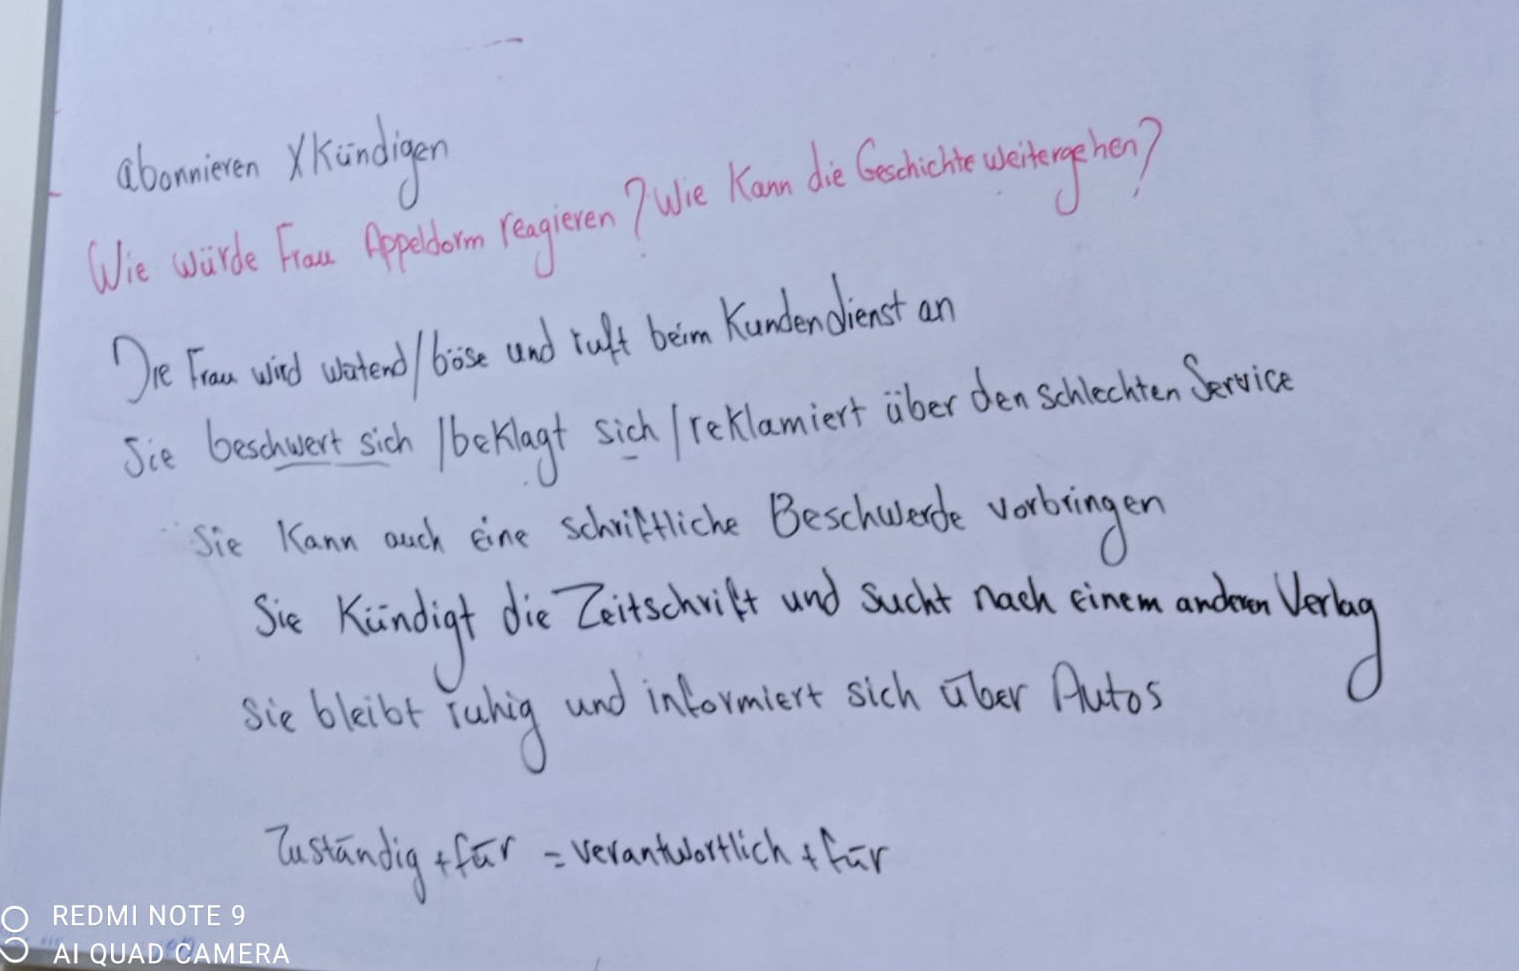 abonnieren X Kündigen
Wie würde Frau Appeldorm reagieren? Wie Kann die Geschichte weitergehen?
Die Frau wird wütend/böse und ruft beim Kundendienst an
Sie beschwert sich /beklagt sich /reklamiert über den schlechten Service
Sie Kann auch eine schriftliche Beschwerde vorbringen
Sie Kündigt die Zeitschrift und sucht nach einem anderen Verlag
Sie bleibt ruhig und informiert sich über Autos
Zuständig + für = verantwortlich + für
REDMI NOTE 9
AI QUAD CAMERA